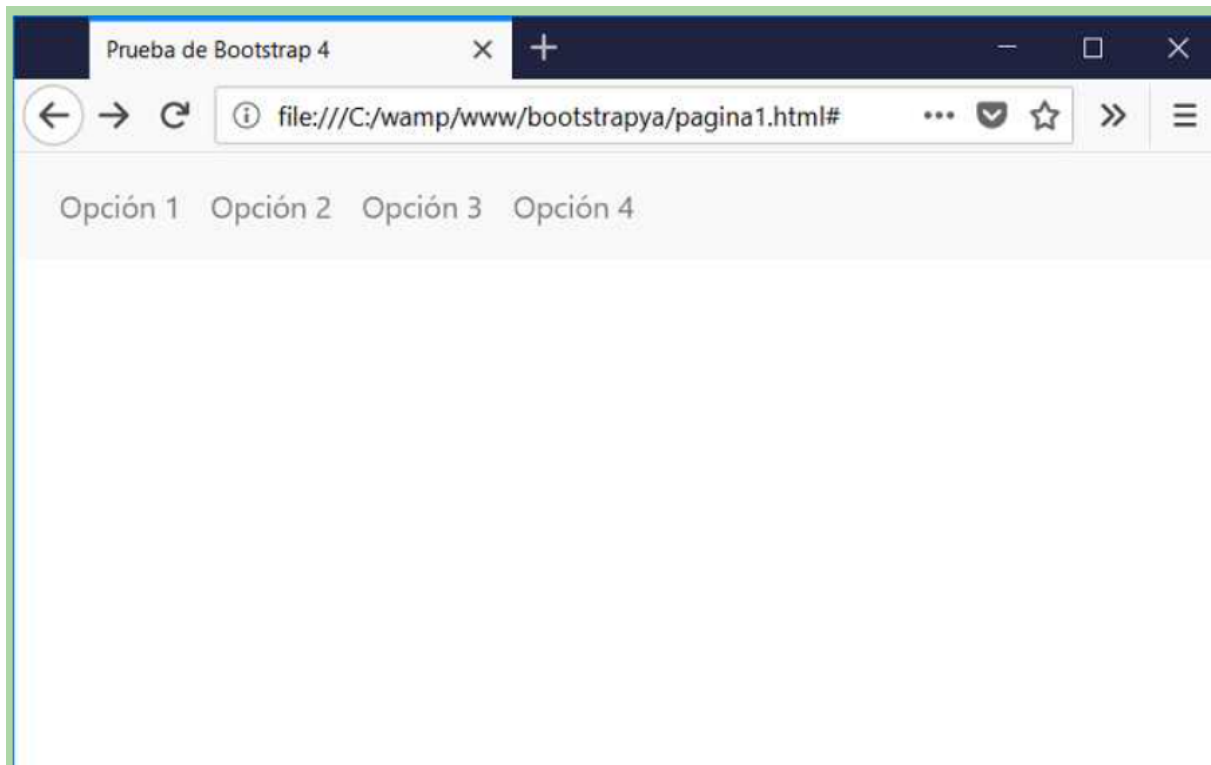 Prueba de Bootstrap 4
file:///C:/wamp/www/bootstrapya/pagina1.html#
Opción 1 Opción 2 Opción 3 Opción 4